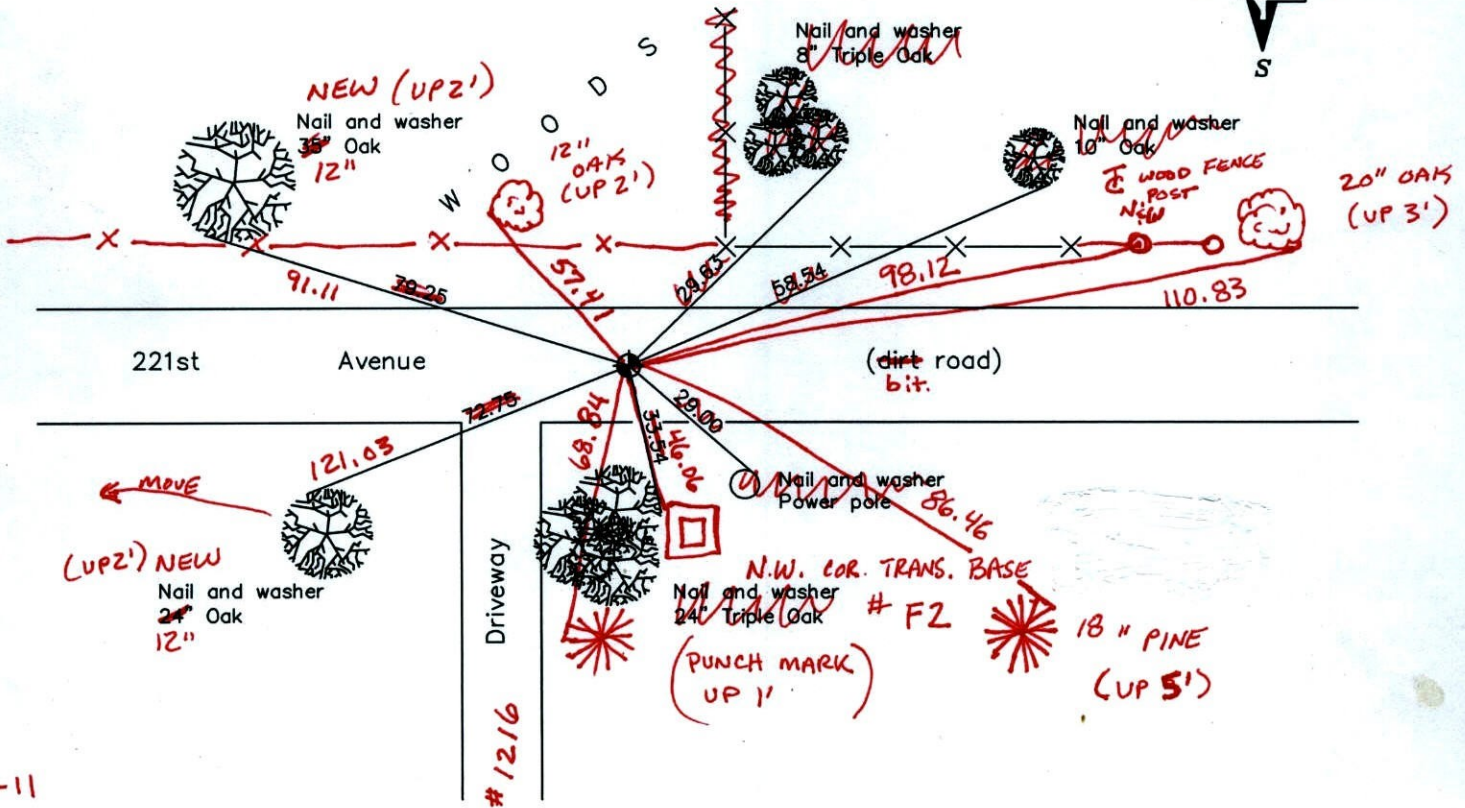 S
Nail and washer
8" Triple Oak
NEW (UP 2')
Nail and washer
35" Oak
12"
W O O D S
12"
OAK
(UP 2')
Nail and washer
10" Oak
℄ WOOD FENCE
POST
N&W
20" OAK
(UP 3')
91.11
79.25
57.41
29.63
58.54
98.12
110.83
221st Avenue (dirt road)
bit.
72.75
121.03
68.84
33.54
46.06
29.00
86.46
MOVE
Nail and washer
Power pole
(UP 2') NEW
Nail and washer
24" Oak
12"
Driveway
# 1216
N.W. COR. TRANS. BASE
# F2
Nail and washer
24" Triple Oak
(PUNCH MARK
UP 1')
18" PINE
(UP 5')
-11